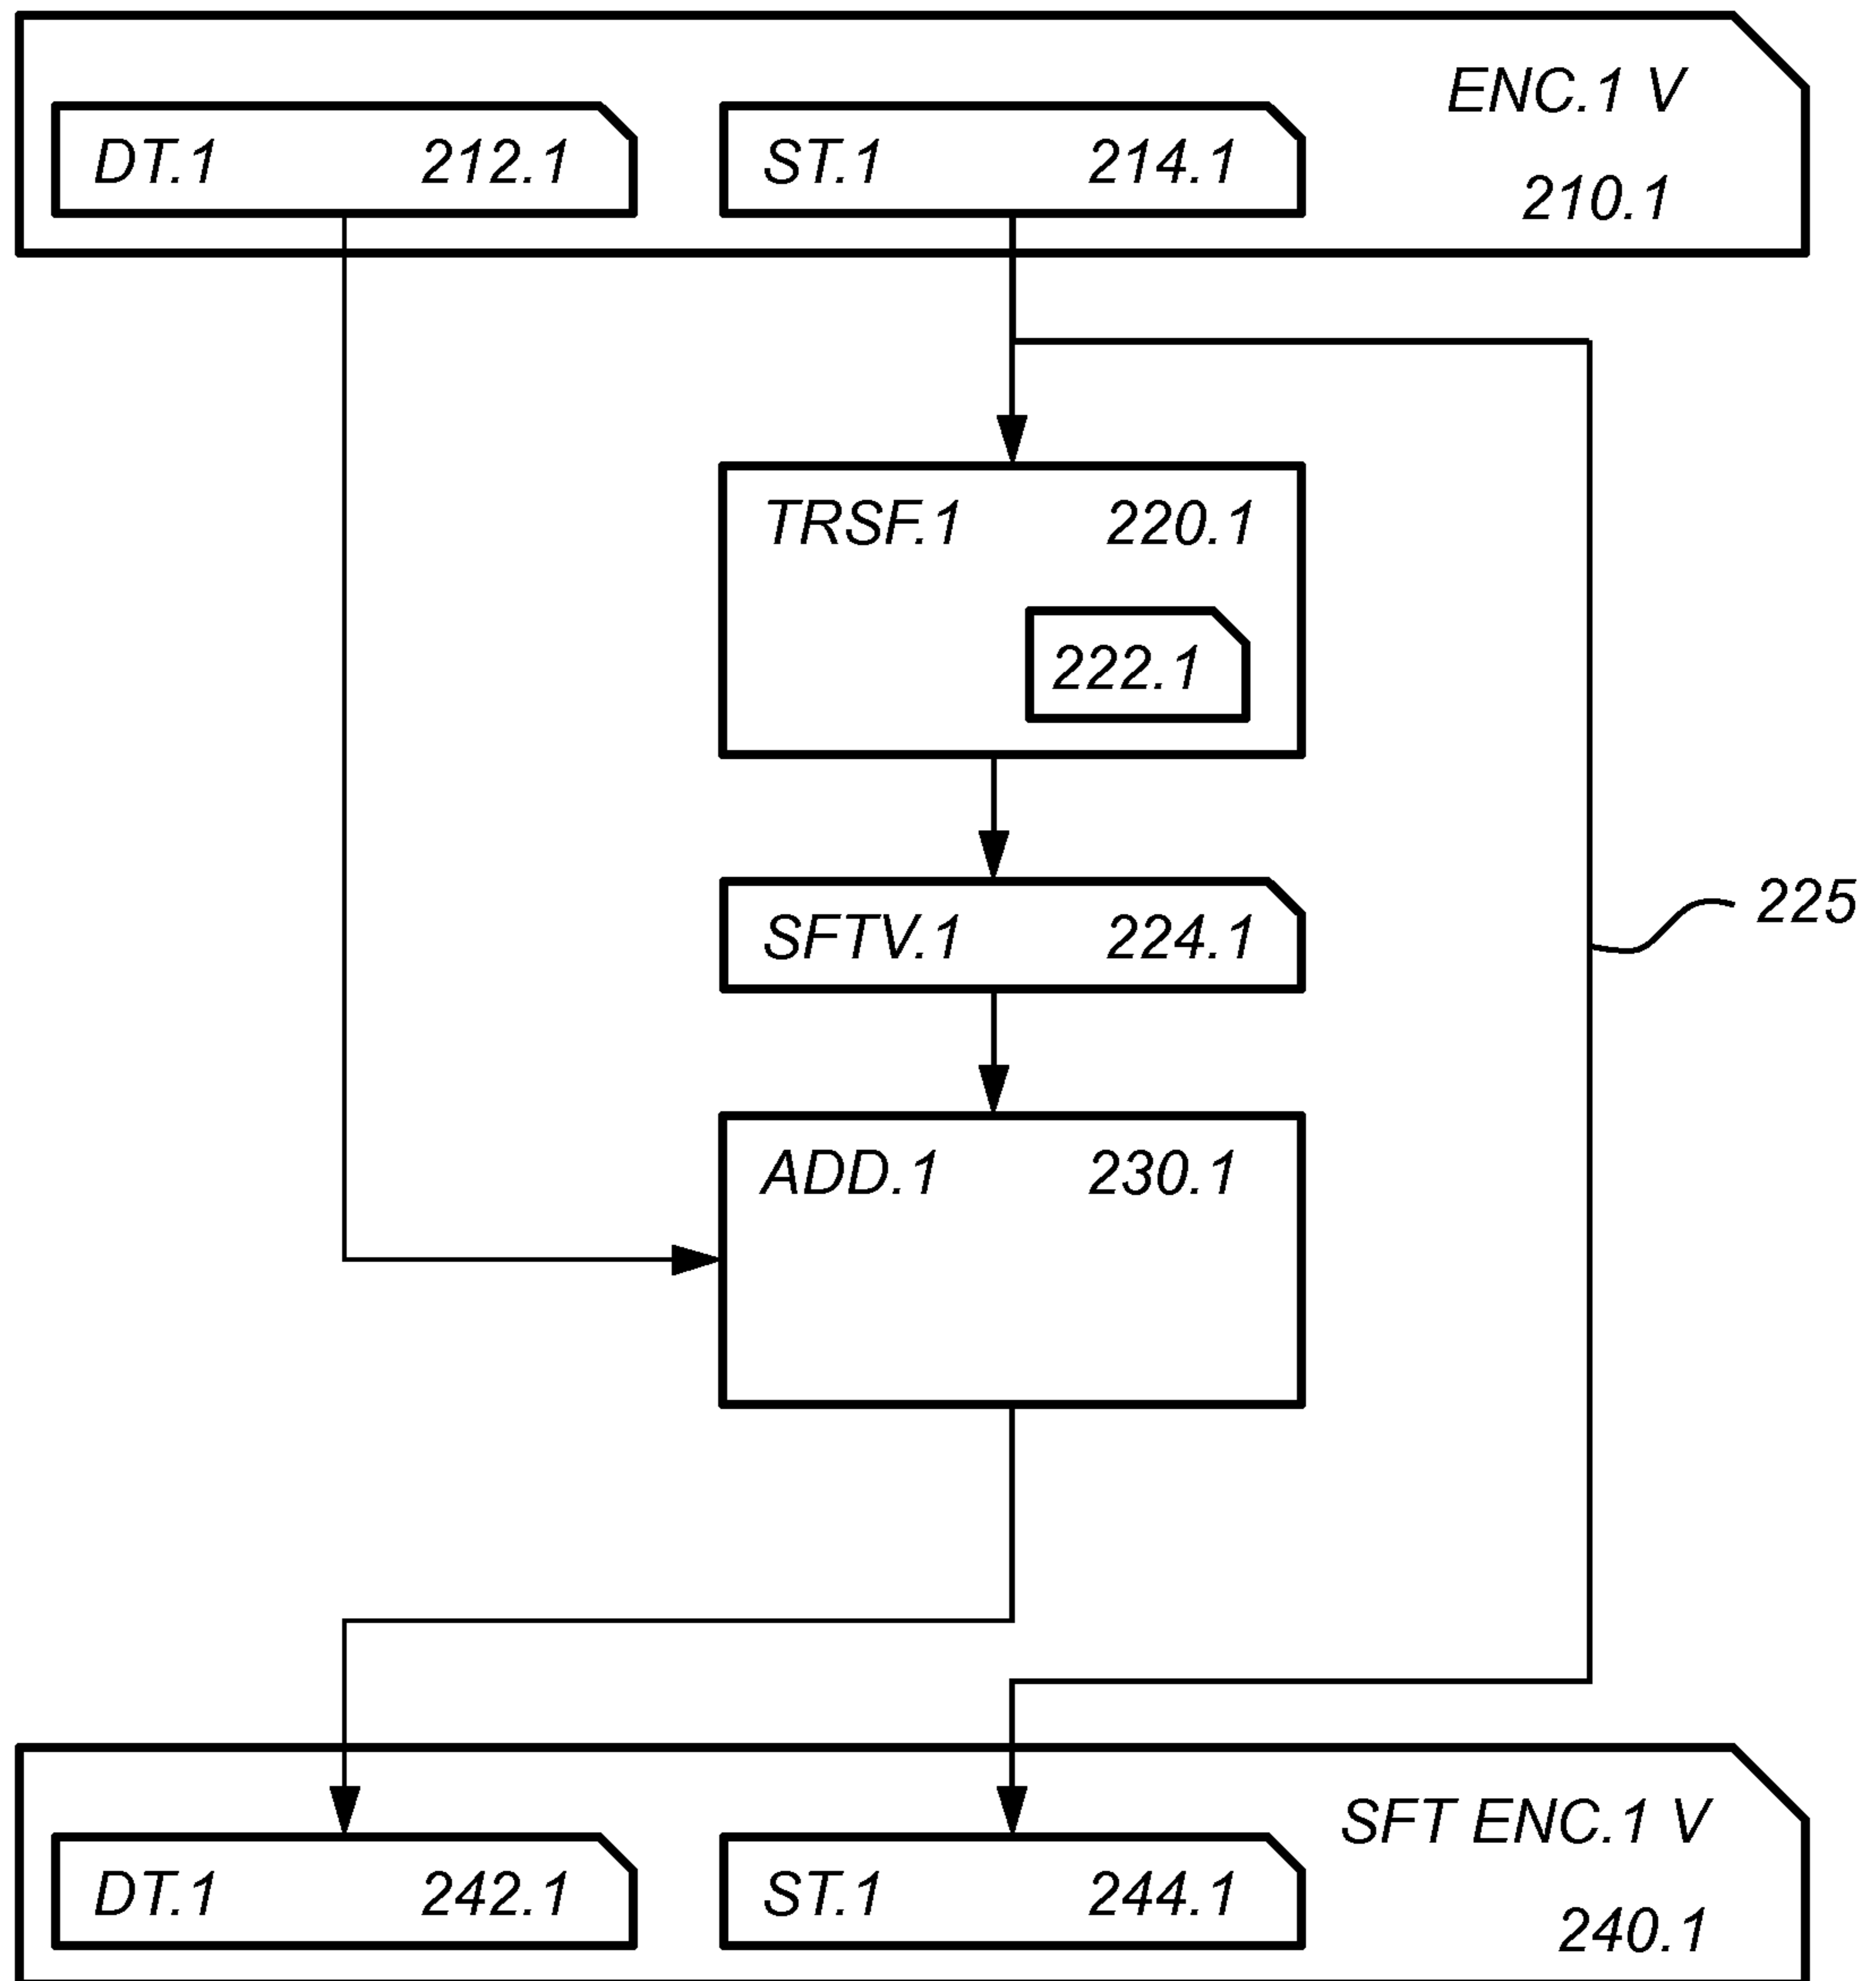 ENC.1 V
DT.1 212.1 ST.1 214.1
210.1
TRSF.1 220.1
222.1
SFTV.1 224.1
225
ADD.1 230.1
SFT ENC.1 V
DT.1 242.1 ST.1 244.1
240.1